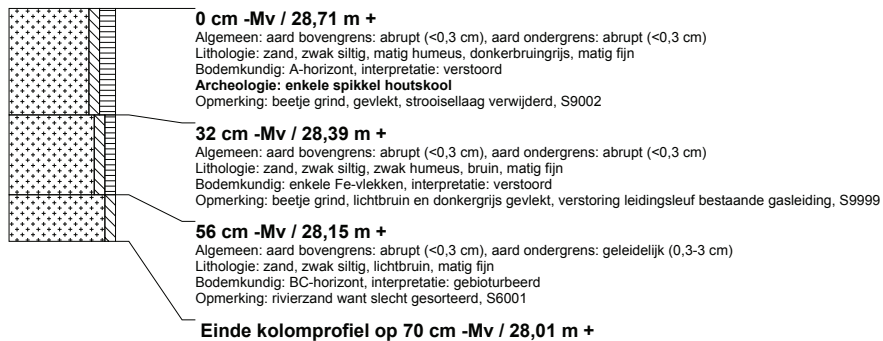 0 cm -Mv / 28,71 m +
Algemeen: aard bovengrens: abrupt (<0,3 cm), aard ondergrens: abrupt (<0,3 cm)
Lithologie: zand, zwak siltig, matig humeus, donkerbruingrijs, matig fijn
Bodemkundig: A-horizont, interpretatie: verstoord
Archeologie: enkele spikkel houtskool
Opmerking: beetje grind, gevlekt, strooisellaag verwijderd, S9002
32 cm -Mv / 28,39 m +
Algemeen: aard bovengrens: abrupt (<0,3 cm), aard ondergrens: abrupt (<0,3 cm)
Lithologie: zand, zwak siltig, zwak humeus, bruin, matig fijn
Bodemkundig: enkele Fe-vlekken, interpretatie: verstoord
Opmerking: beetje grind, lichtbruin en donkergrijs gevlekt, verstoring leidingsleuf bestaande gasleiding, S9999
56 cm -Mv / 28,15 m +
Algemeen: aard bovengrens: abrupt (<0,3 cm), aard ondergrens: geleidelijk (0,3-3 cm)
Lithologie: zand, zwak siltig, lichtbruin, matig fijn
Bodemkundig: BC-horizont, interpretatie: gebioturbeerd
Opmerking: rivierzand want slecht gesorteerd, S6001
Einde kolomprofiel op 70 cm -Mv / 28,01 m +